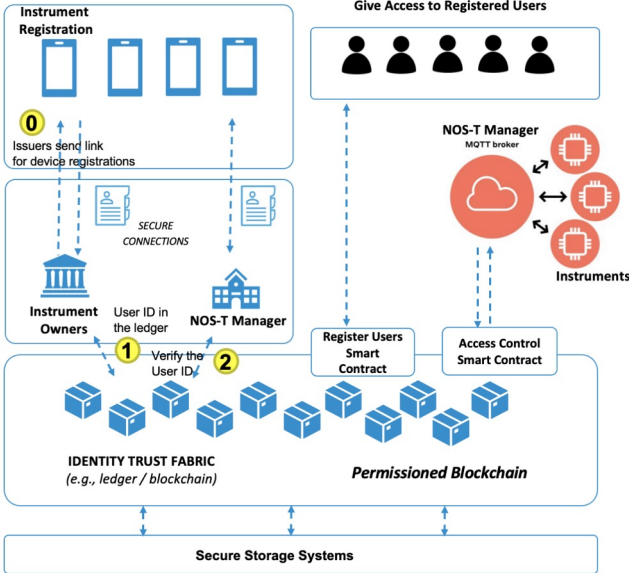 Instrument
Registration
Give Access to Registered Users
0
Issuers send link
for device registrations
NOS-T Manager
MQTT broker
Instruments
SECURE
CONNECTIONS
Instrument
Owners
User ID in
the ledger
NOS-T Manager
1
Verify the
User ID
2
Register Users
Smart
Contract
Access Control
Smart Contract
IDENTITY TRUST FABRIC
(e.g., ledger / blockchain)
Permissioned Blockchain
Secure Storage Systems